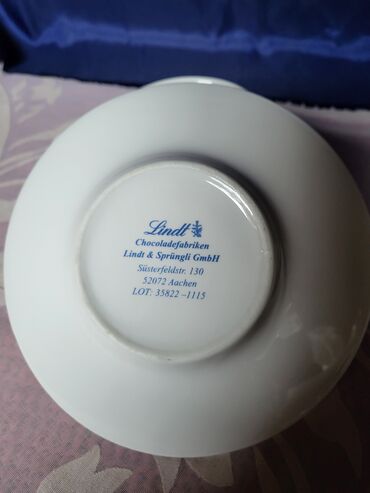 Lindt
Chocoladefabriken
Lindt & Sprüngli GmbH
Süsterfeldstr. 130
52072 Aachen
LOT: 35822 –1115